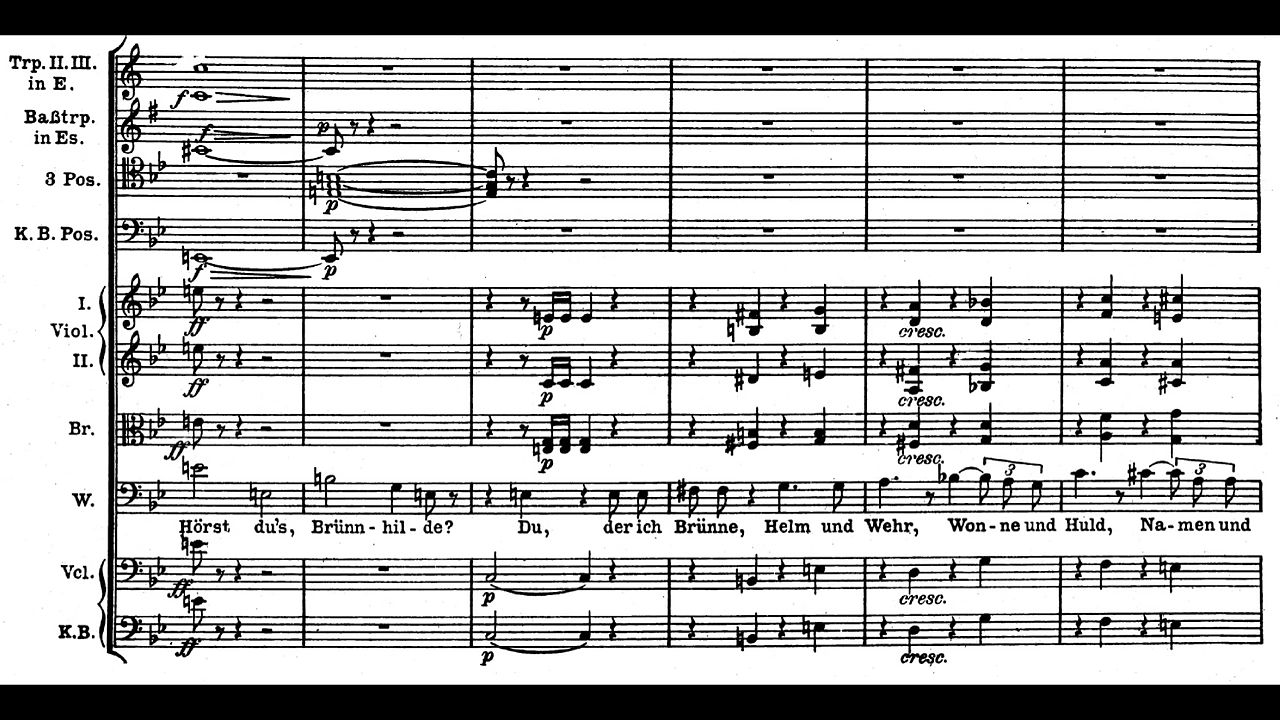 Trp. II. III.
in E.
f
Baßtrp.
in Es.
f
p
3 Pos.
p
K. B. Pos.
f
p
I.
ff
p
cresc.
Viol.
II.
ff
p
cresc.
Br.
ff
p
cresc.
3
3
W.
Hörst du's, Brünn - hil - de? Du, der ich Brünne, Helm und Wehr, Won - ne und Huld, Na - men und
Vcl.
ff
p
cresc.
K.B.
ff
p
cresc.